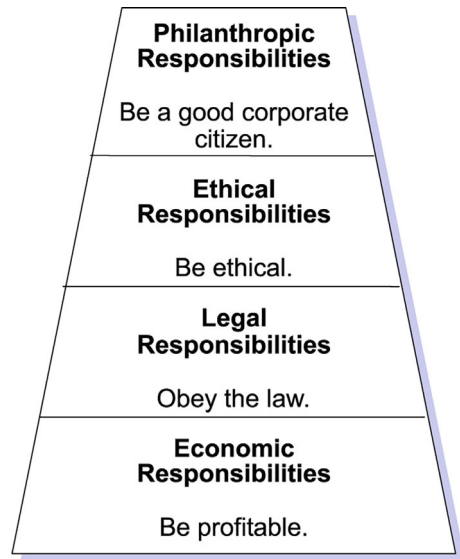 Philanthropic
Responsibilities
Be a good corporate
citizen.
Ethical
Responsibilities
Be ethical.
Legal
Responsibilities
Obey the law.
Economic
Responsibilities
Be profitable.